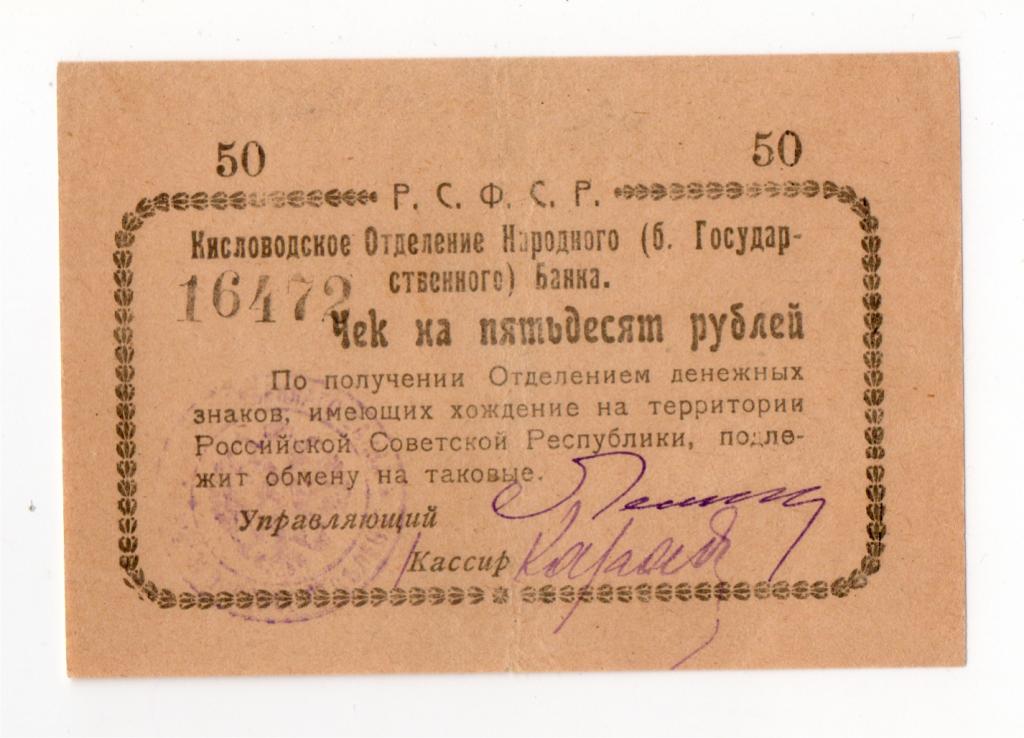 50 50
Р. С. Ф. С. Р.
Кисловодское Отделение Народного (б. Государ-
ственного) Банка.
16472
Чек на пятьдесят рублей
По получении Отделением денежных
знаков, имеющих хождение на территории
Российской Советской Республики, подле-
жит обмену на таковые.
Управляющий
Кассир